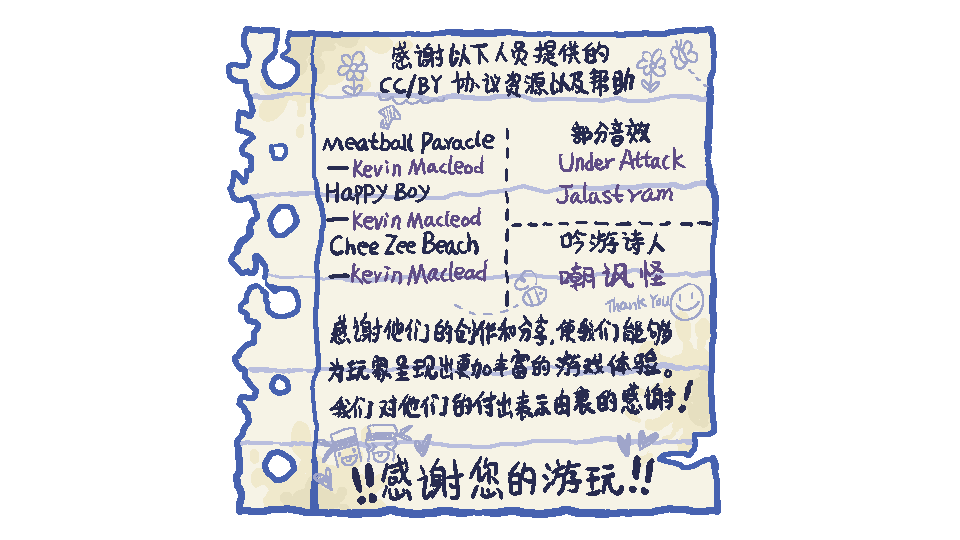 感谢以下人员提供的
CC/BY 协议资源以及帮助
Meatball Paracle
—Kevin Macleod
HAPPY BOY
—Kevin Macleod
Chee Zee Beach
—Kevin Maclead
部分音效
Under Attack
Jalastram
吟游诗人
嘲讽怪
Thank You
感谢他们的创作和分享,使我们能够
为玩家呈现出更加丰富的游戏体验。
我们对他们的付出表示由衷的感谢!
!!感谢您的游玩!!